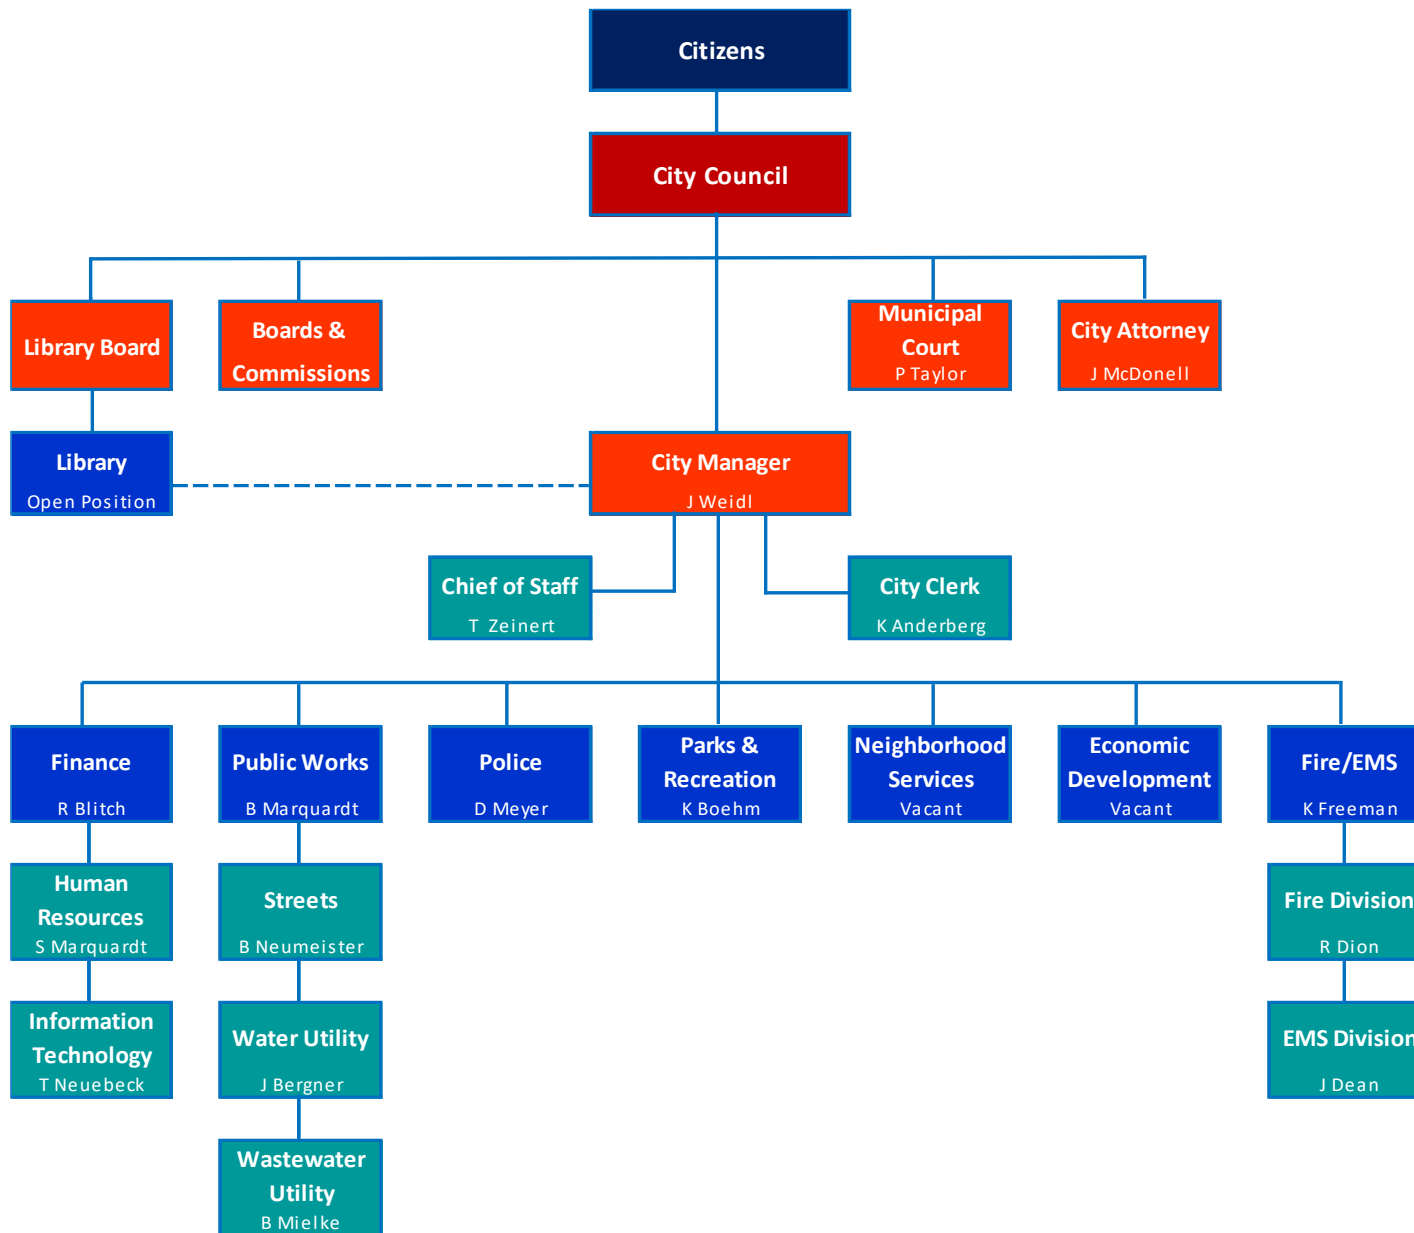 Citizens
City Council
Library Board
Boards &
Commissions
Municipal
Court
P Taylor
City Attorney
J McDonell
Library
Open Position
City Manager
J Weidl
Chief of Staff
T Zeinert
City Clerk
K Anderberg
Finance
R Blitch
Public Works
B Marquardt
Police
D Meyer
Parks &
Recreation
K Boehm
Neighborhood
Services
Vacant
Economic
Development
Vacant
Fire/EMS
K Freeman
Human
Resources
S Marquardt
Streets
B Neumeister
Fire Division
R Dion
Information
Technology
T Neuebeck
Water Utility
J Bergner
EMS Division
J Dean
Wastewater
Utility
B Mielke